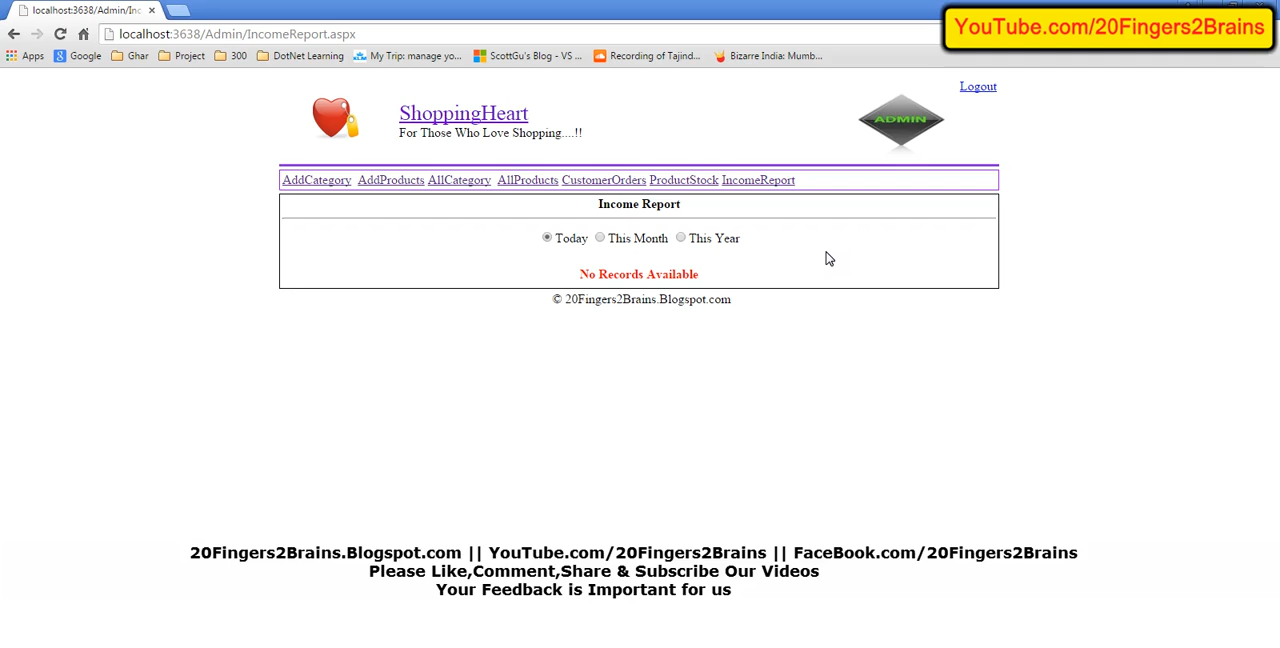 localhost:3638/Admin/Inc
localhost:3638/Admin/IncomeReport.aspx
YouTube.com/20Fingers2Brains
Apps Google Ghar Project 300 DotNet Learning My Trip: manage yo... ScottGu's Blog - VS ... Recording of Tajind... Bizarre India: Mumb...
Logout
ShoppingHeart
For Those Who Love Shopping....!!
ADMIN
AddCategory AddProducts AllCategory AllProducts CustomerOrders ProductStock IncomeReport
Income Report
Today This Month This Year
No Records Available
© 20Fingers2Brains.Blogspot.com
20Fingers2Brains.Blogspot.com || YouTube.com/20Fingers2Brains || FaceBook.com/20Fingers2Brains
Please Like,Comment,Share & Subscribe Our Videos
Your Feedback is Important for us